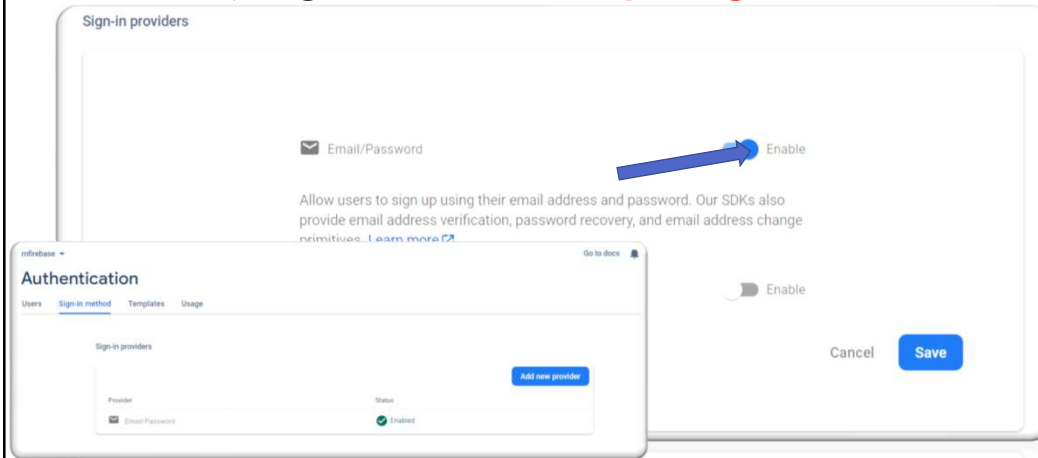 Sign-in providers
Email/Password
Enable
Allow users to sign up using their email address and password. Our SDKs also
provide email address verification, password recovery, and email address change
primitives. Learn more
Enable
Cancel
Save
rnfirebase
Go to docs
Authentication
Users Sign-in method Templates Usage
Sign-in providers
Add new provider
Provider Status
Email/Password Enabled